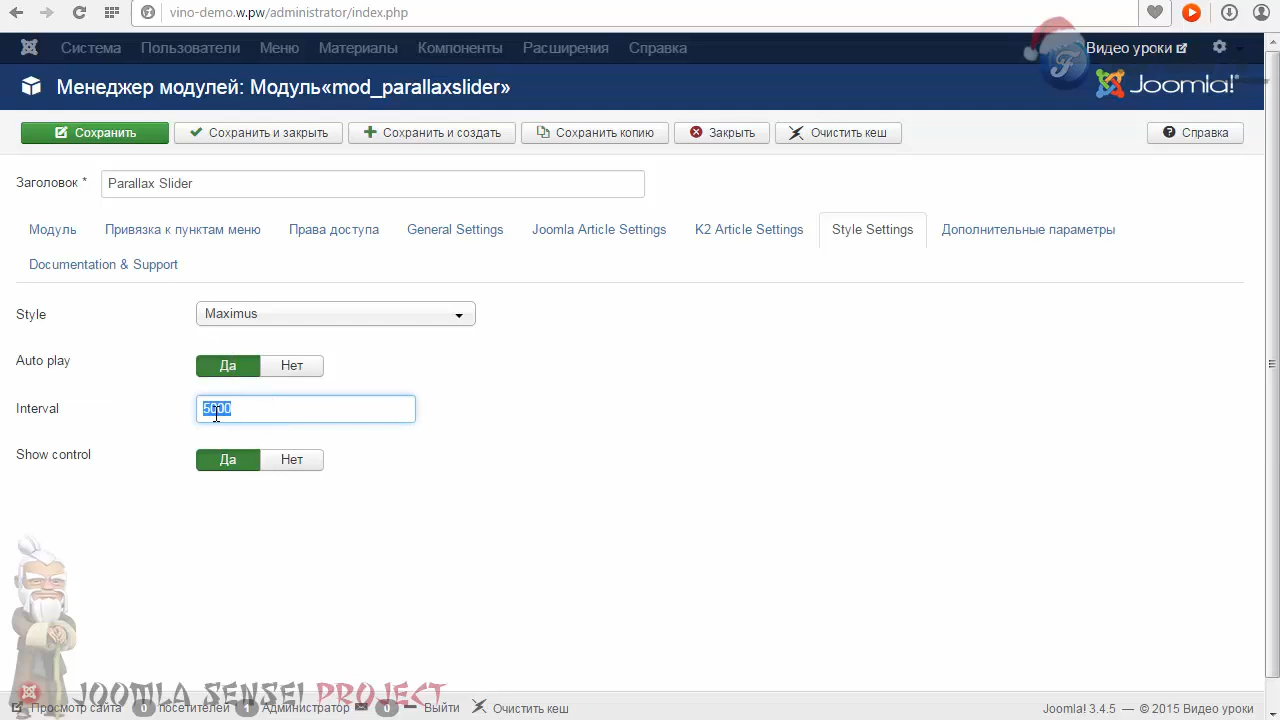 vino-demo.w.pw/administrator/index.php
Система Пользователи Меню Материалы Компоненты Расширения Справка Видео уроки
Менеджер модулей: Модуль«mod_parallaxslider» Joomla!
Сохранить Сохранить и закрыть Сохранить и создать Сохранить копию Закрыть Очистить кеш Справка
Заголовок * Parallax Slider
Модуль Привязка к пунктам меню Права доступа General Settings Joomla Article Settings K2 Article Settings Style Settings Дополнительные параметры
Documentation & Support
Style Maximus
Auto play Да Нет
Interval 5000
Show control Да Нет
JOOMLA SENSEI PROJECT
Просмотр сайта 0 посетителей 1 Администратор 0 Выйти Очистить кеш Joomla! 3.4.5 — © 2015 Видео уроки